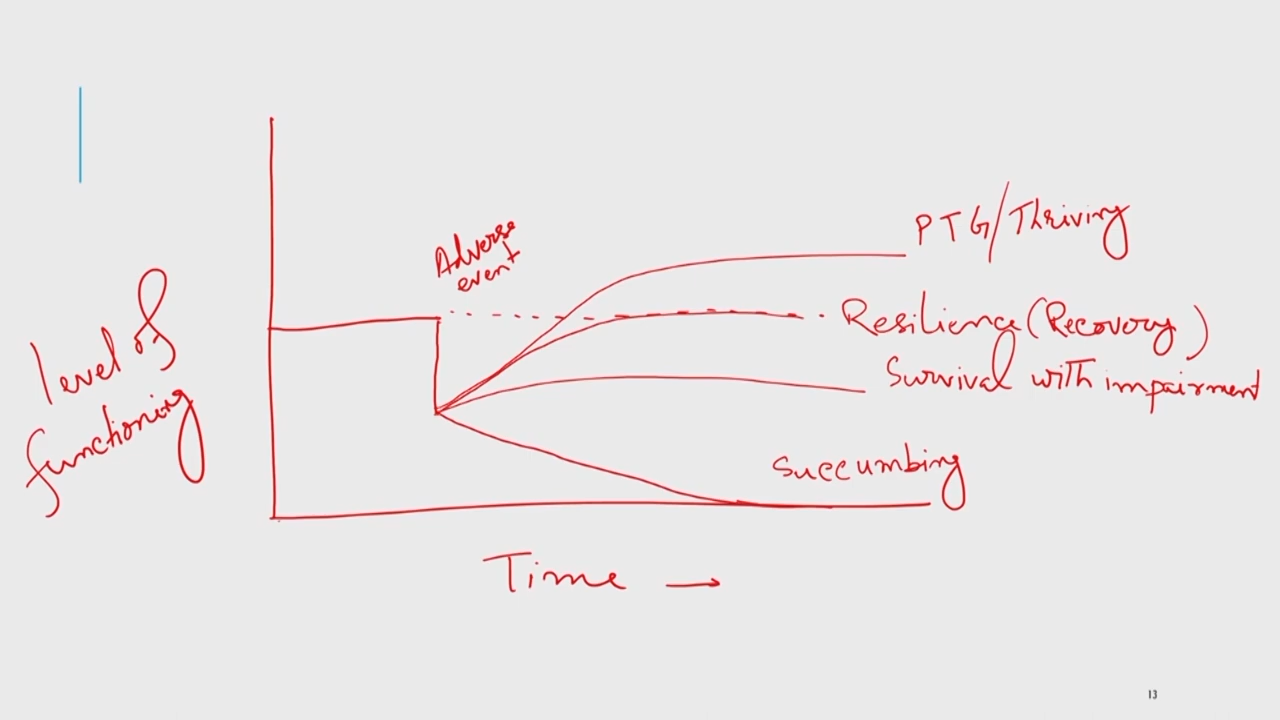 Adverse
event
PTG/Thriving
Resilience (Recovery)
Survival with impairment
Succumbing
level of
functioning
Time →
13